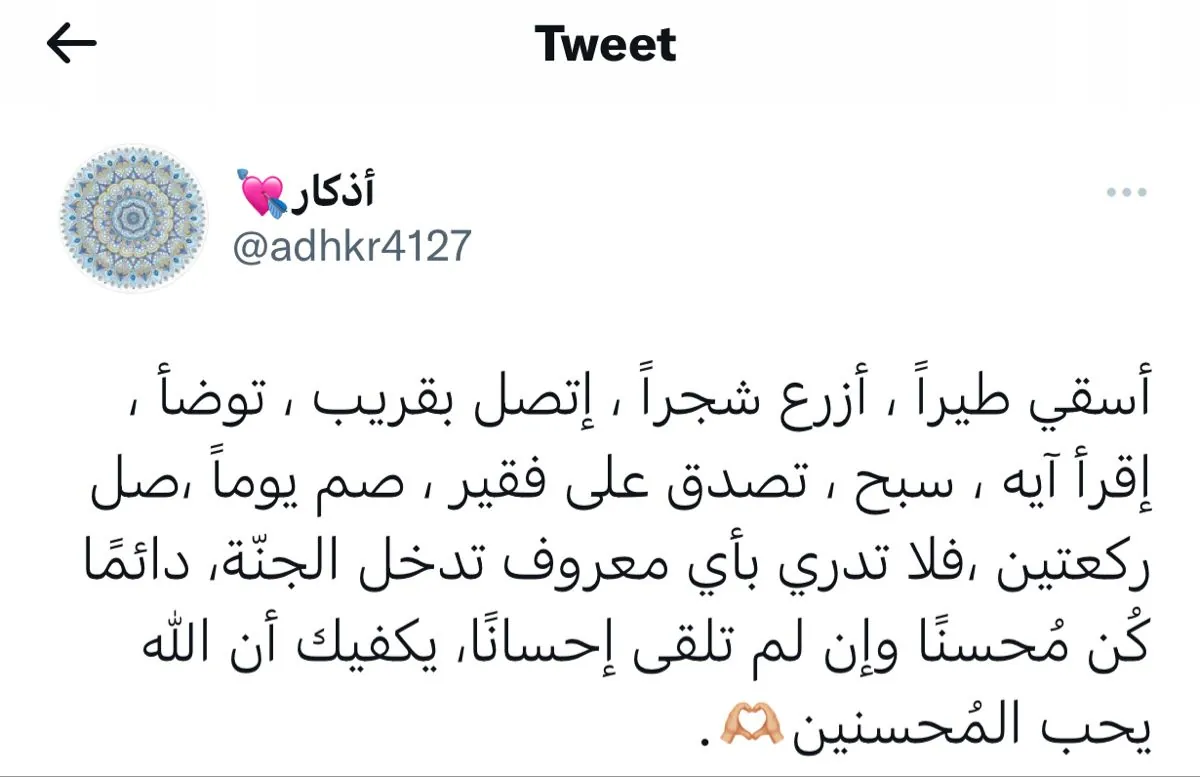 Tweet
أذكار💘
@adhkr4127
أسقي طيراً ، أزرع شجراً ، إتصل بقريب ، توضأ ،
إقرأ آيه ، سبح ، تصدق على فقير ، صم يوماً ،صل
ركعتين ،فلا تدري بأي معروف تدخل الجنّة، دائمًا
كُن مُحسنًا وإن لم تلقى إحسانًا، يكفيك أن الله
يحب المُحسنين🫶🏼.